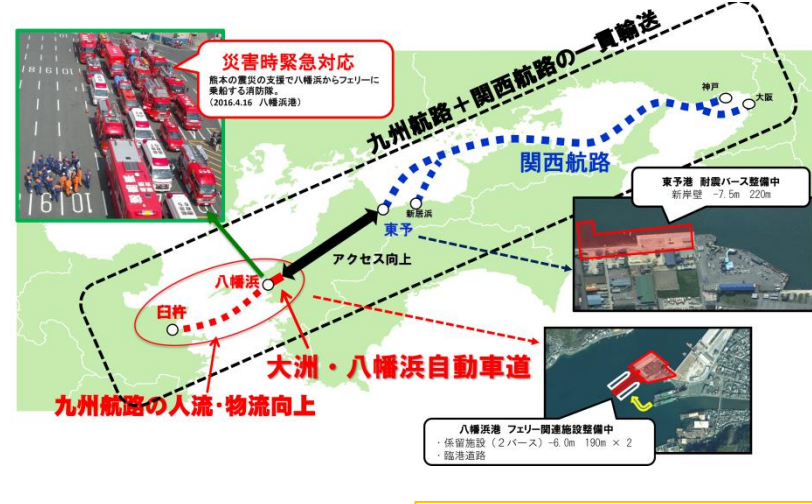 災害時緊急対応
熊本の震災の支援で八幡浜からフェリーに
乗船する消防隊。
(2016.4.16 八幡浜港)
九州航路＋関西航路の一貫輸送
神戸
大阪
関西航路
東予港 耐震バース整備中
新岸壁 -7.5m 220m
新居浜
東予
アクセス向上
八幡浜
臼杵
大洲・八幡浜自動車道
九州航路の人流・物流向上
八幡浜港 フェリー関連施設整備中
・係留施設（２バース）-6.0m 190m × 2
・臨港道路